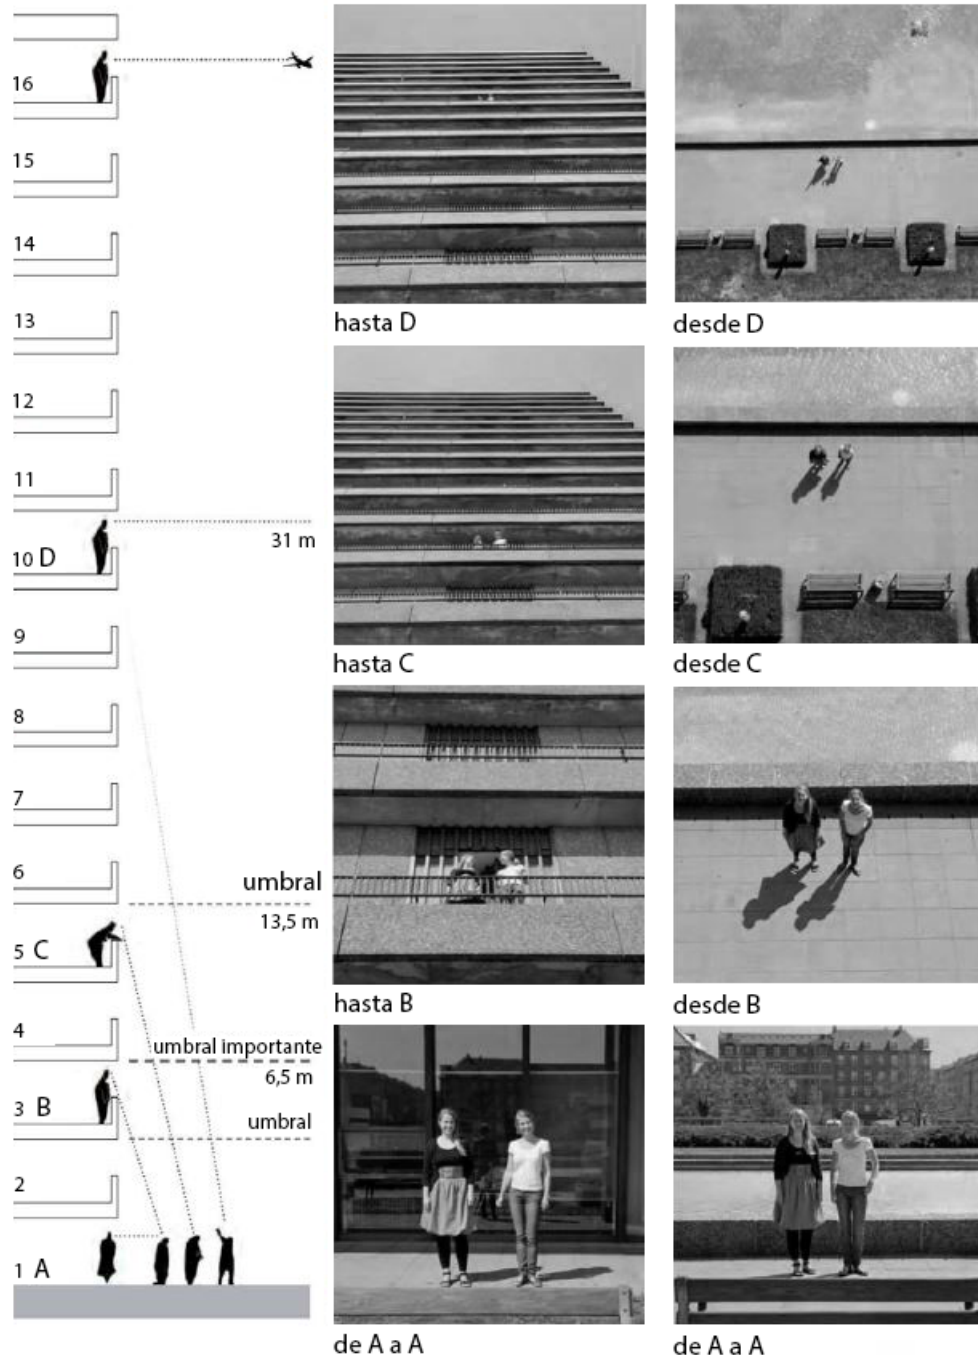 16
15
14
13
12
11
31 m
10 D
9
8
7
6
umbral
13,5 m
5 C
4
umbral importante
6,5 m
3 B
umbral
2
1 A
hasta D
desde D
hasta C
desde C
hasta B
desde B
de A a A
de A a A